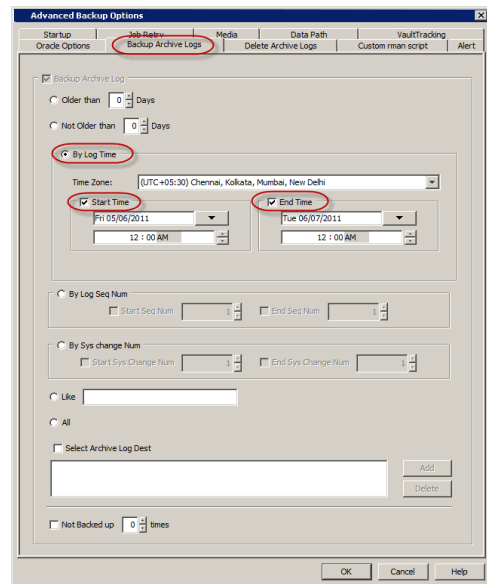 Advanced Backup Options
Startup Job Retry Media Data Path VaultTracking
Oracle Options Backup Archive Logs Delete Archive Logs Custom rman script Alert
Backup Archive Log
Older than 0 Days
Not Older than 0 Days
By Log Time
Time Zone: (UTC+05:30) Chennai, Kolkata, Mumbai, New Delhi
Start Time End Time
Fri 05/06/2011 Tue 06/07/2011
12 : 00 AM 12 : 00 AM
By Log Seq Num
Start Seq Num 1 End Seq Num 1
By Sys change Num
Start Sys Change Num 1 End Sys Change Num 1
Like
All
Select Archive Log Dest
Add
Delete
Not Backed up 0 times
OK Cancel Help